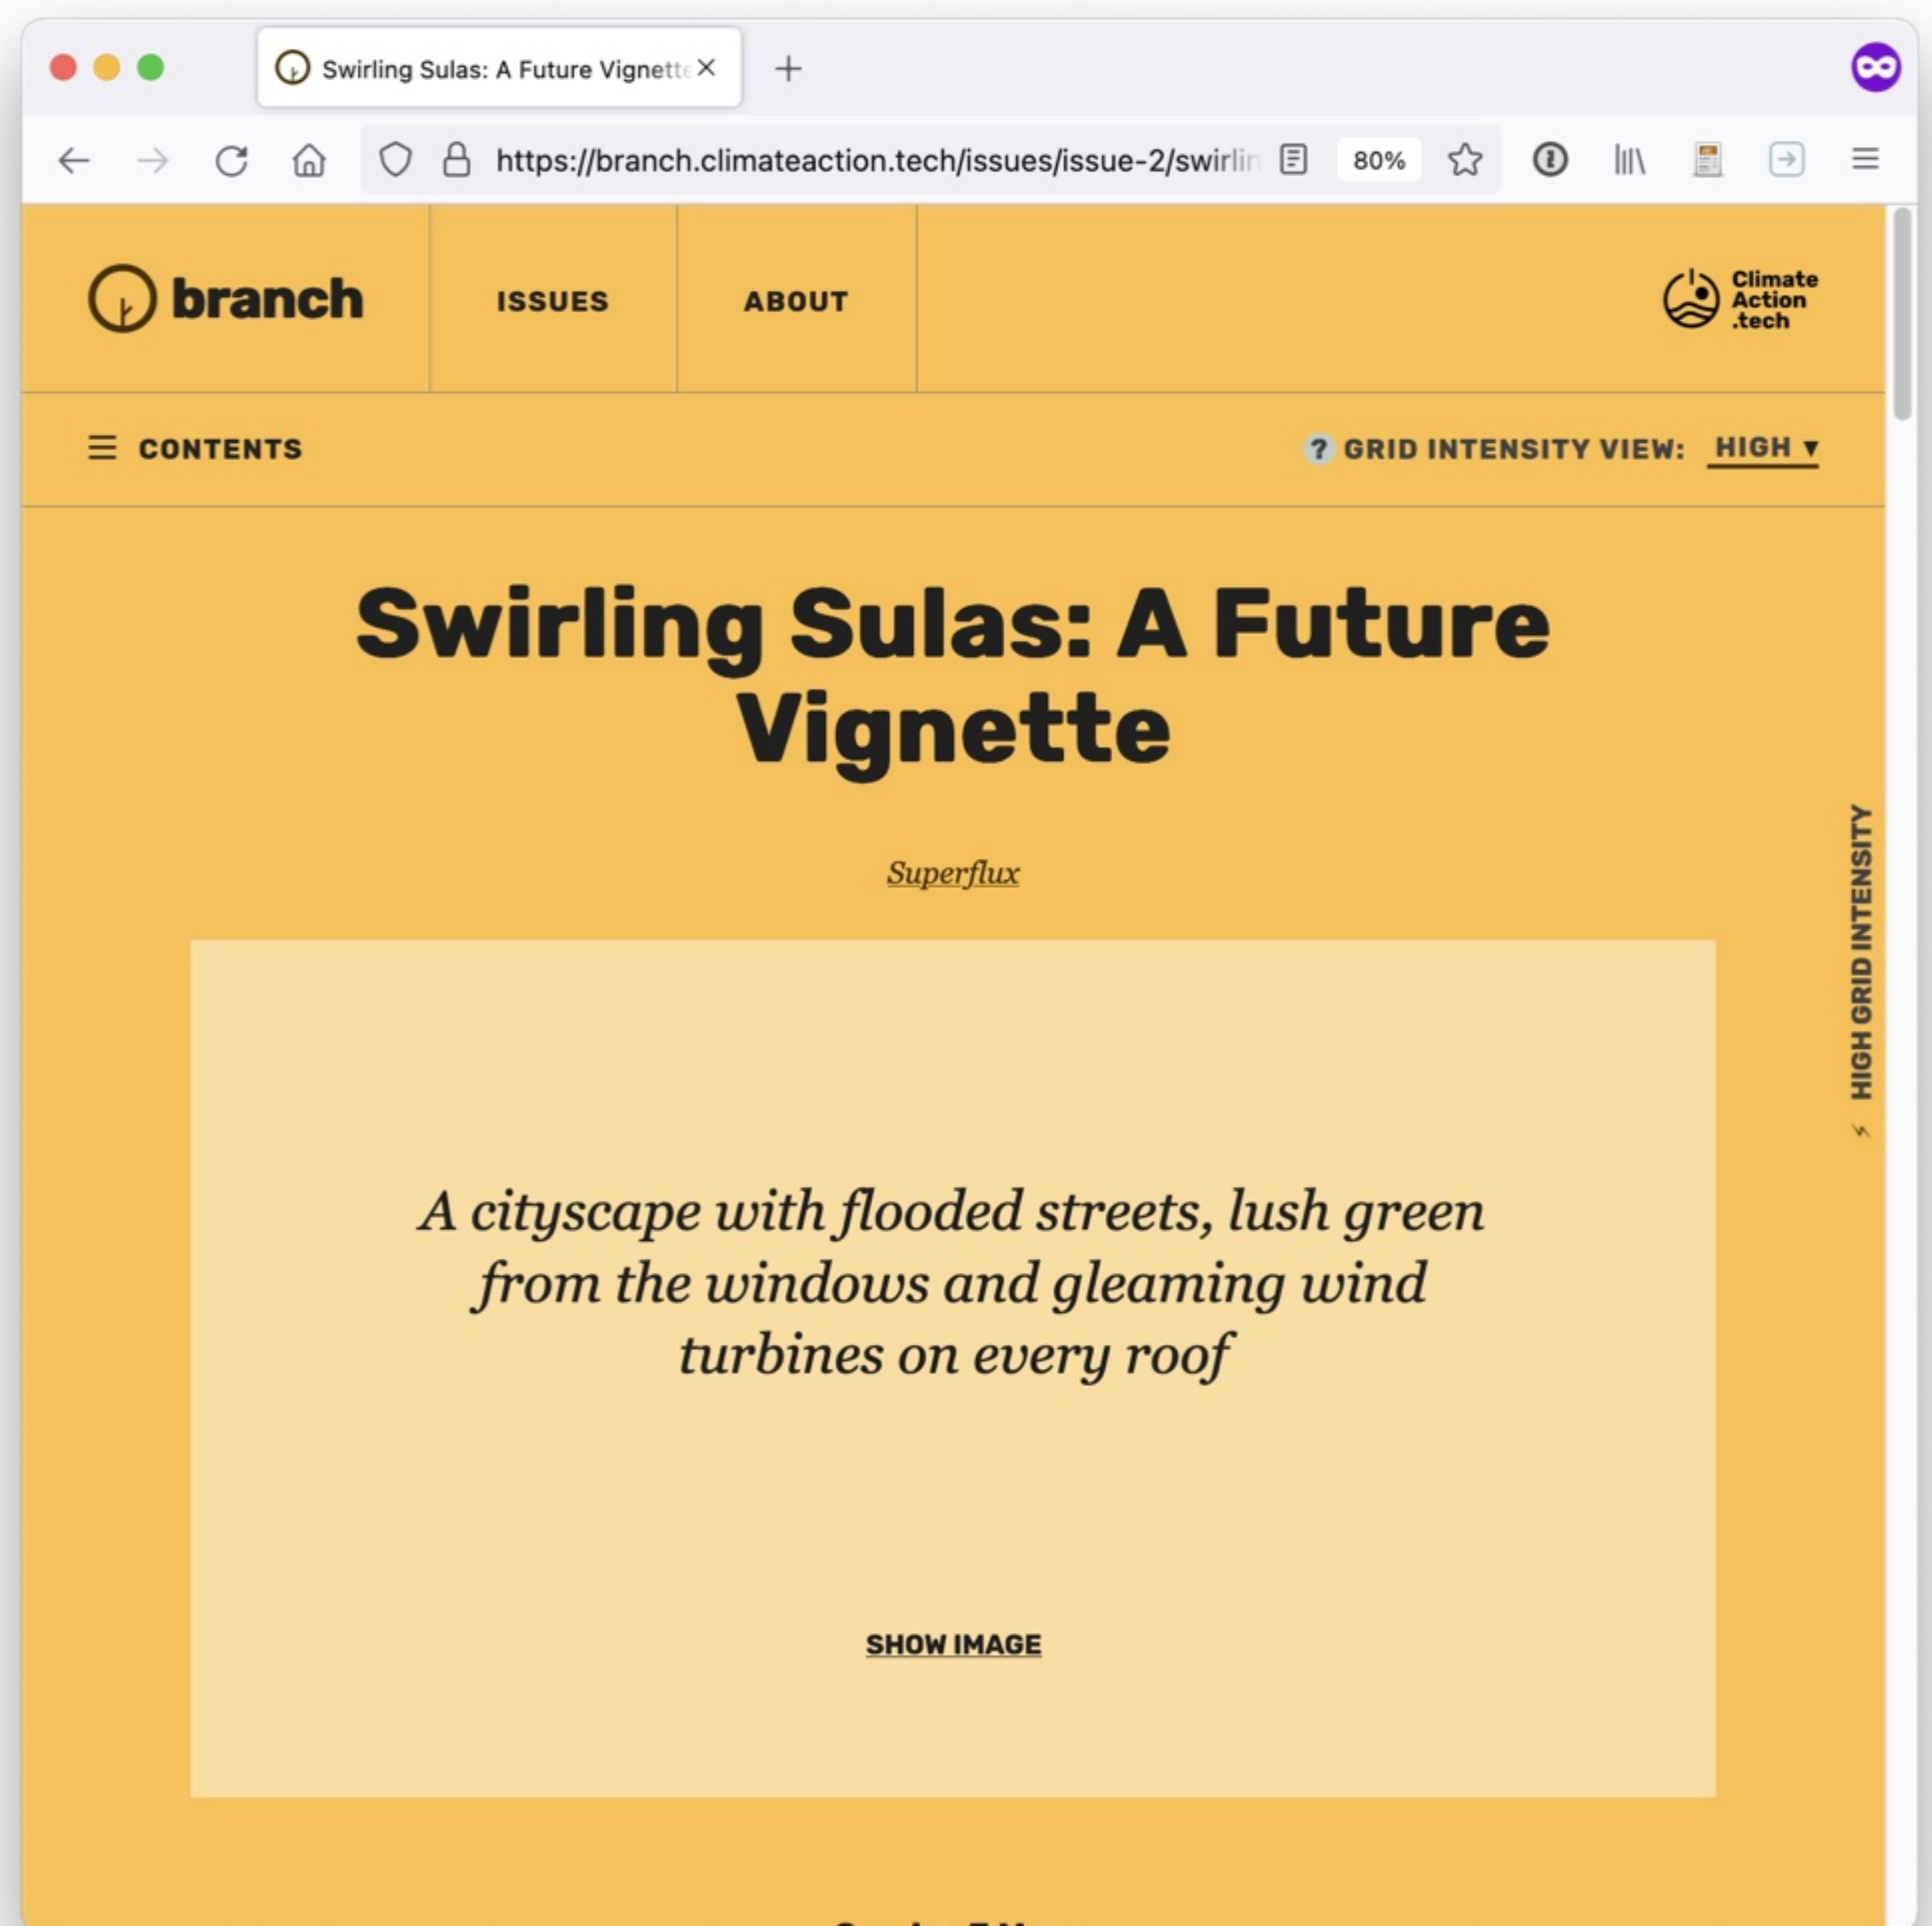 Swirling Sulas: A Future Vignette
https://branch.climateaction.tech/issues/issue-2/swirlin
80%
branch
ISSUES
ABOUT
Climate
Action
.tech
CONTENTS
? GRID INTENSITY VIEW: HIGH ▼
Swirling Sulas: A Future
Vignette
Superflux
HIGH GRID INTENSITY
A cityscape with flooded streets, lush green
from the windows and gleaming wind
turbines on every roof
SHOW IMAGE